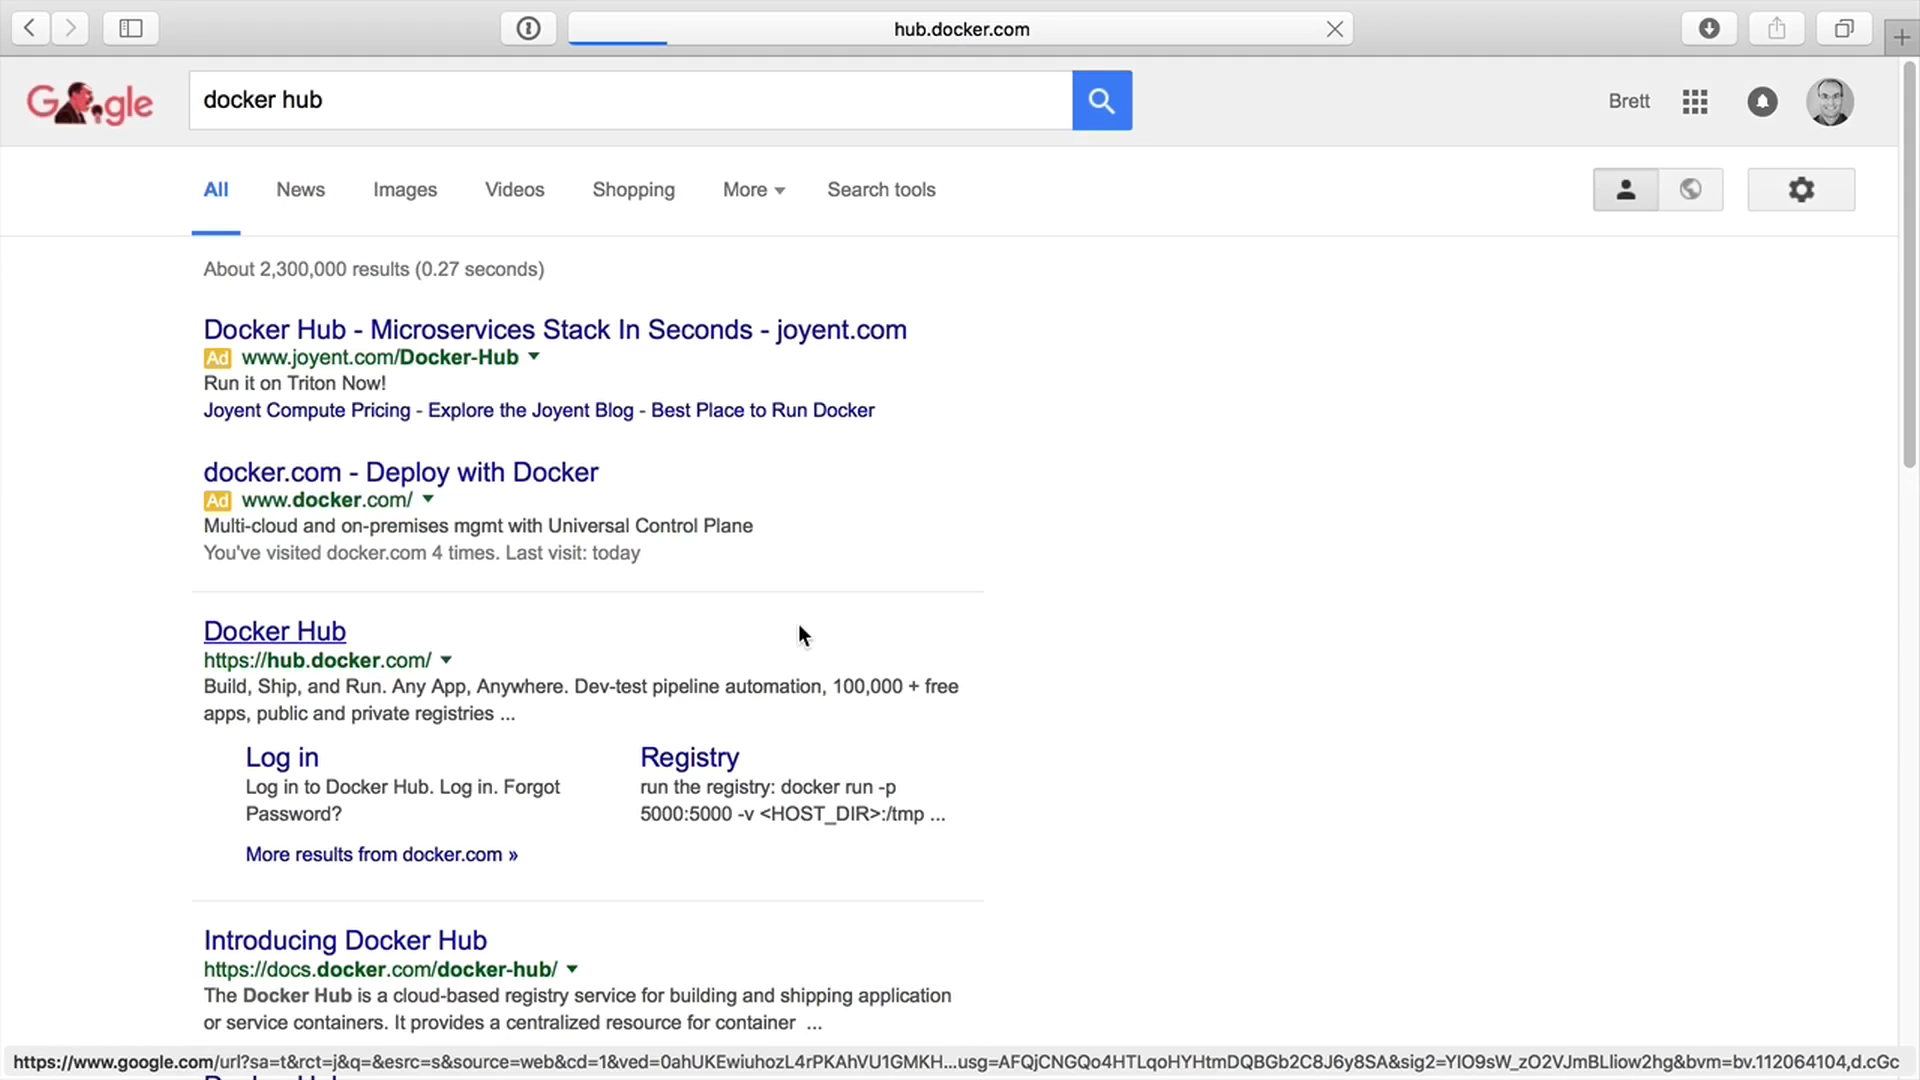 hub.docker.com
Google
docker hub
Brett
All News Images Videos Shopping More Search tools
About 2,300,000 results (0.27 seconds)
Docker Hub - Microservices Stack In Seconds - joyent.com
Ad www.joyent.com/Docker-Hub
Run it on Triton Now!
Joyent Compute Pricing - Explore the Joyent Blog - Best Place to Run Docker
docker.com - Deploy with Docker
Ad www.docker.com/
Multi-cloud and on-premises mgmt with Universal Control Plane
You've visited docker.com 4 times. Last visit: today
Docker Hub
https://hub.docker.com/
Build, Ship, and Run. Any App, Anywhere. Dev-test pipeline automation, 100,000 + free
apps, public and private registries ...
Log in
Log in to Docker Hub. Log in. Forgot
Password?
Registry
run the registry: docker run -p
5000:5000 -v <HOST_DIR>:/tmp ...
More results from docker.com »
Introducing Docker Hub
https://docs.docker.com/docker-hub/
The Docker Hub is a cloud-based registry service for building and shipping application
or service containers. It provides a centralized resource for container ...
https://www.google.com/url?sa=t&rct=j&q=&esrc=s&source=web&cd=1&ved=0ahUKEwiuhozL4rPKAhVU1GMKH...usg=AFQjCNGQo4HTLqoHYHtmDQBGb2C8J6y8SA&sig2=YlO9sW_zO2VJmBLliow2hg&bvm=bv.112064104,d.cGc